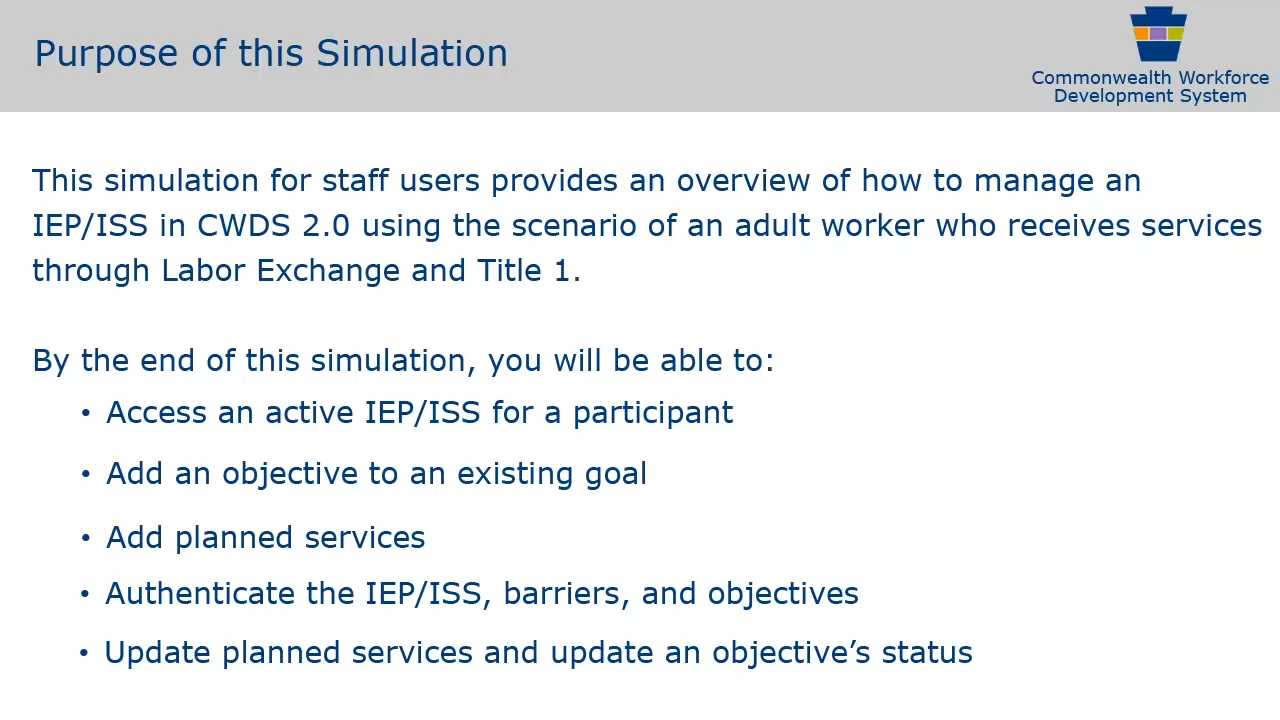 Purpose of this Simulation
Commonwealth Workforce
Development System
This simulation for staff users provides an overview of how to manage an
IEP/ISS in CWDS 2.0 using the scenario of an adult worker who receives services
through Labor Exchange and Title 1.
By the end of this simulation, you will be able to:
• Access an active IEP/ISS for a participant
• Add an objective to an existing goal
• Add planned services
• Authenticate the IEP/ISS, barriers, and objectives
• Update planned services and update an objective’s status